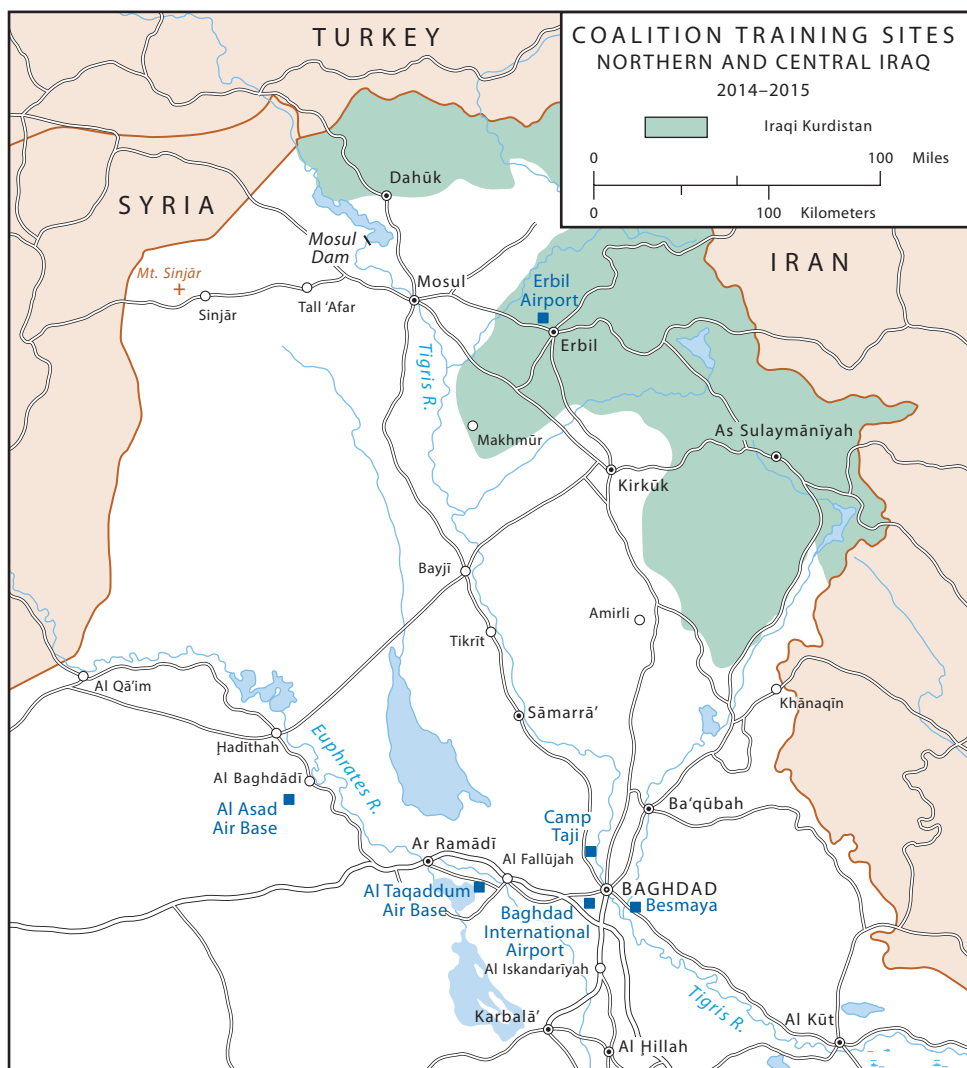 TURKEY
COALITION TRAINING SITES
NORTHERN AND CENTRAL IRAQ
2014–2015
Iraqi Kurdistan
0
100 Miles
0
100 Kilometers
Dahūk
SYRIA
Mosul
Dam
IRAN
Mt. Sinjār
Mosul
Erbil
Airport
Sinjār
Tall ‘Afar
Erbil
Tigris R.
Makhmūr
As Sulaymānīyah
Kirkūk
Bayjī
Amirli
Tikrīt
Al Qā'im
Khānaqīn
Sāmarrā'
Ḥadīthah
Euphrates R.
Al Baghdādī
Al Asad
Air Base
Camp
Taji
Ba‘qūbah
Ar Ramādī
Al Fallūjah
Al Taqaddum
Air Base
BAGHDAD
Besmaya
Baghdad
International
Airport
Al Iskandarīyah
Tigris R.
Karbalā'
Al Kūt
Al Ḥillah